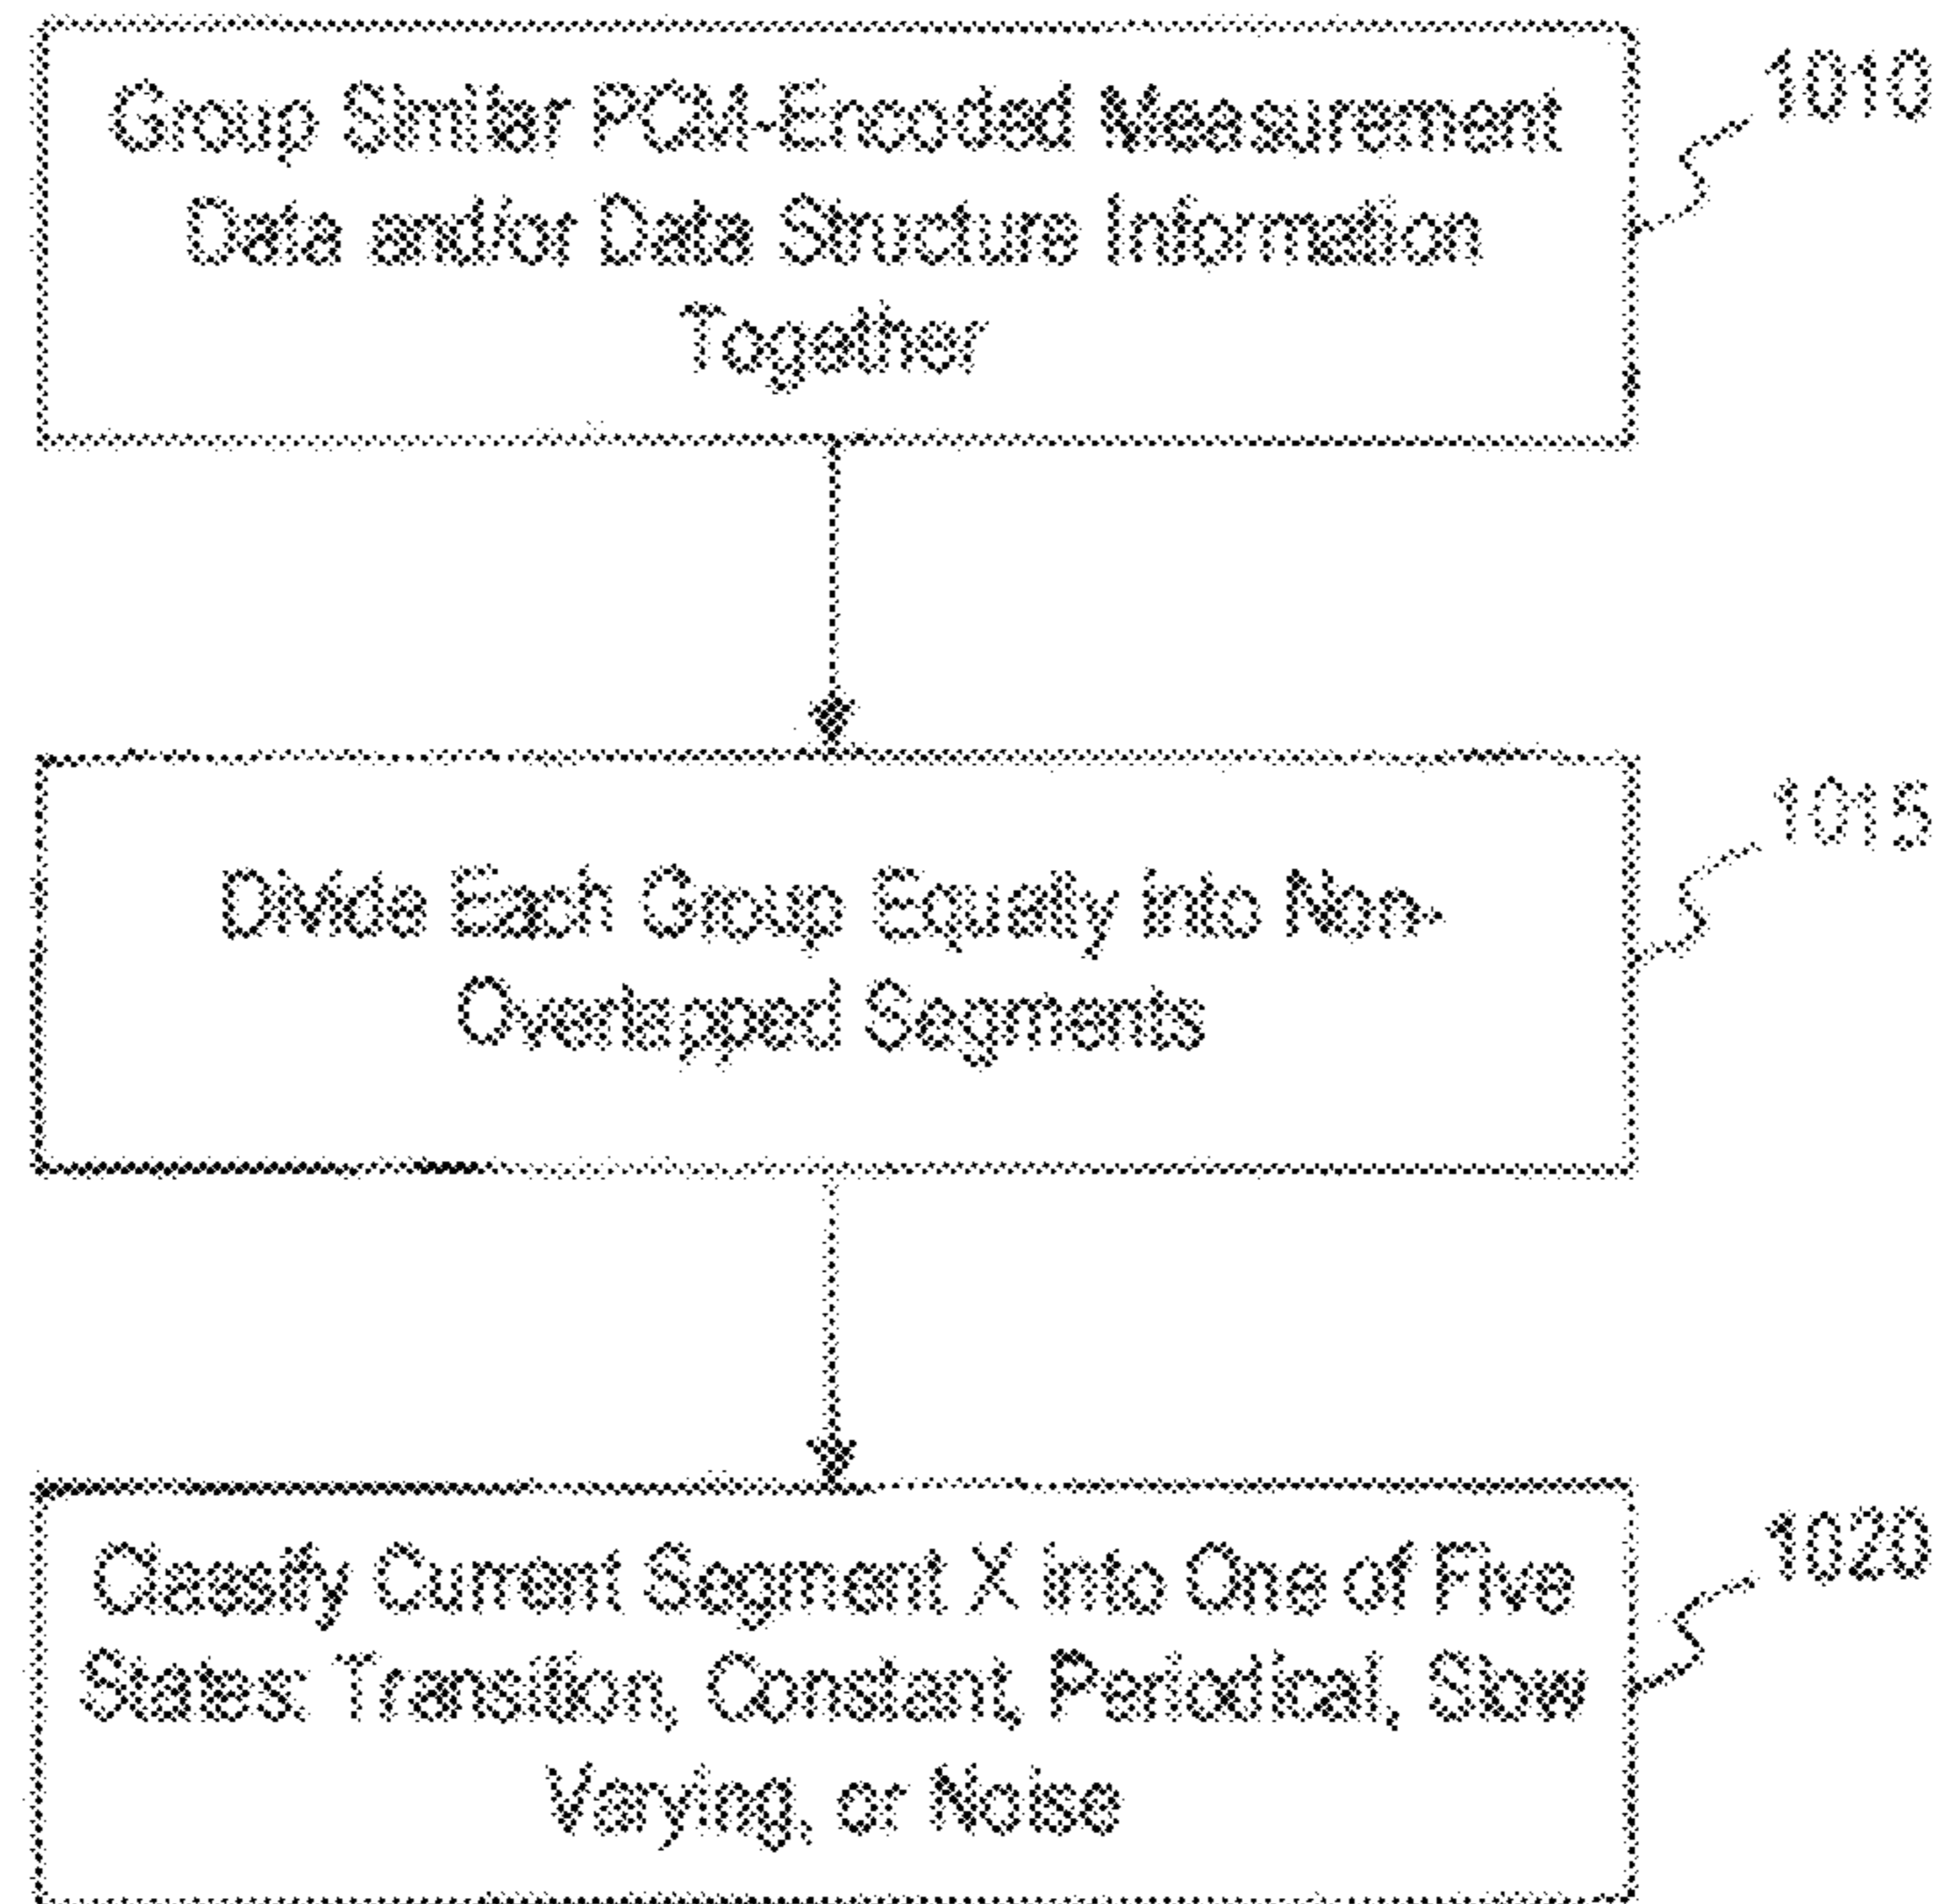 Group Similar PCM-Encoded Measurement
Data and/or Data Structure Information
Together
1010
Divide Each Group Equally into Non-
Overlapped Segments
1015
Classify Current Segment X into One of Five
States: Transition, Constant, Periodical, Slow
Varying, or Noise
1020